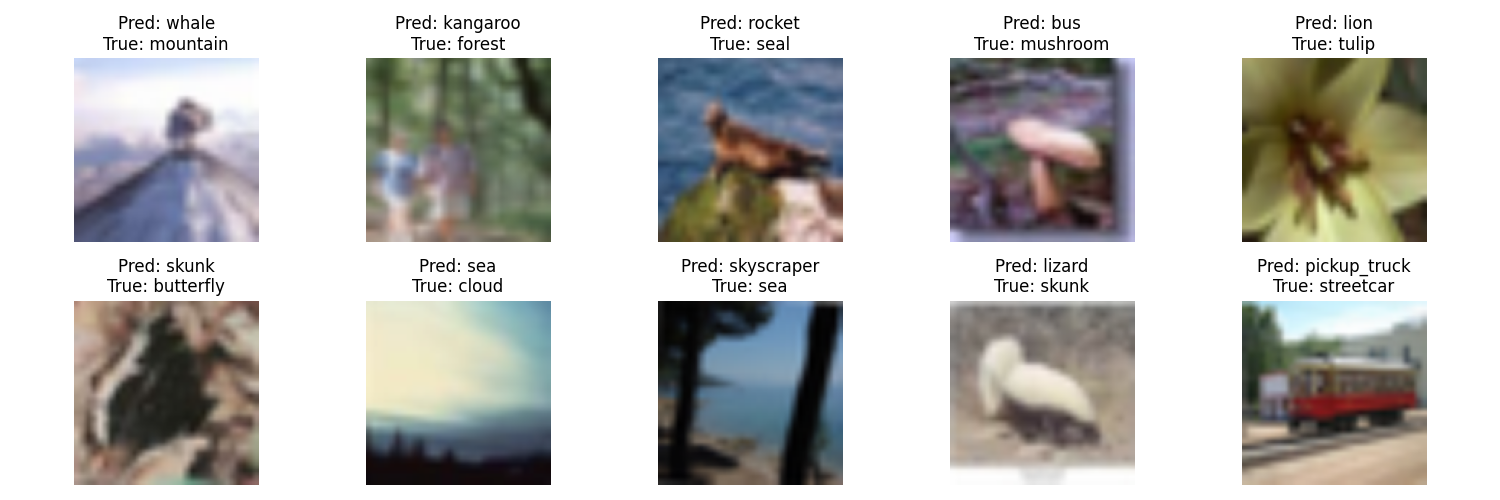 Pred: whale
True: mountain
Pred: kangaroo
True: forest
Pred: rocket
True: seal
Pred: bus
True: mushroom
Pred: lion
True: tulip
Pred: skunk
True: butterfly
Pred: sea
True: cloud
Pred: skyscraper
True: sea
Pred: lizard
True: skunk
Pred: pickup_truck
True: streetcar